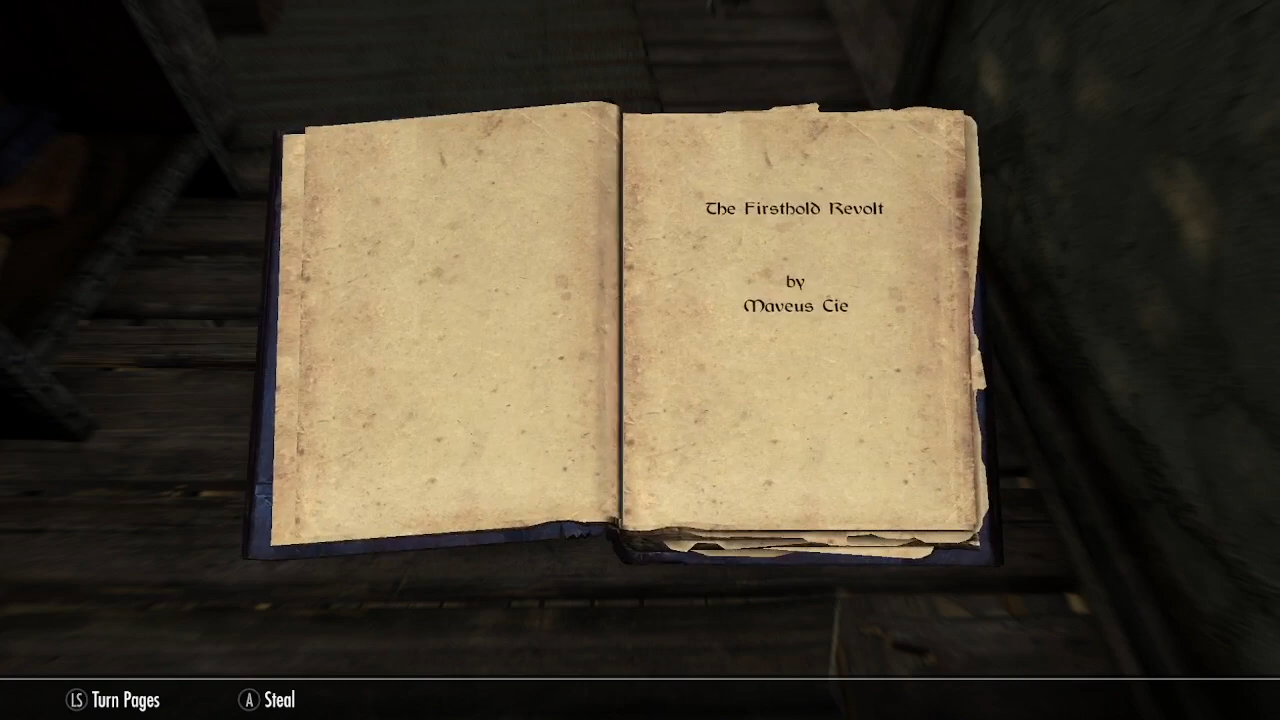 The Firsthold Revolt
by
Maveus Cie
LS Turn Pages
A Steal